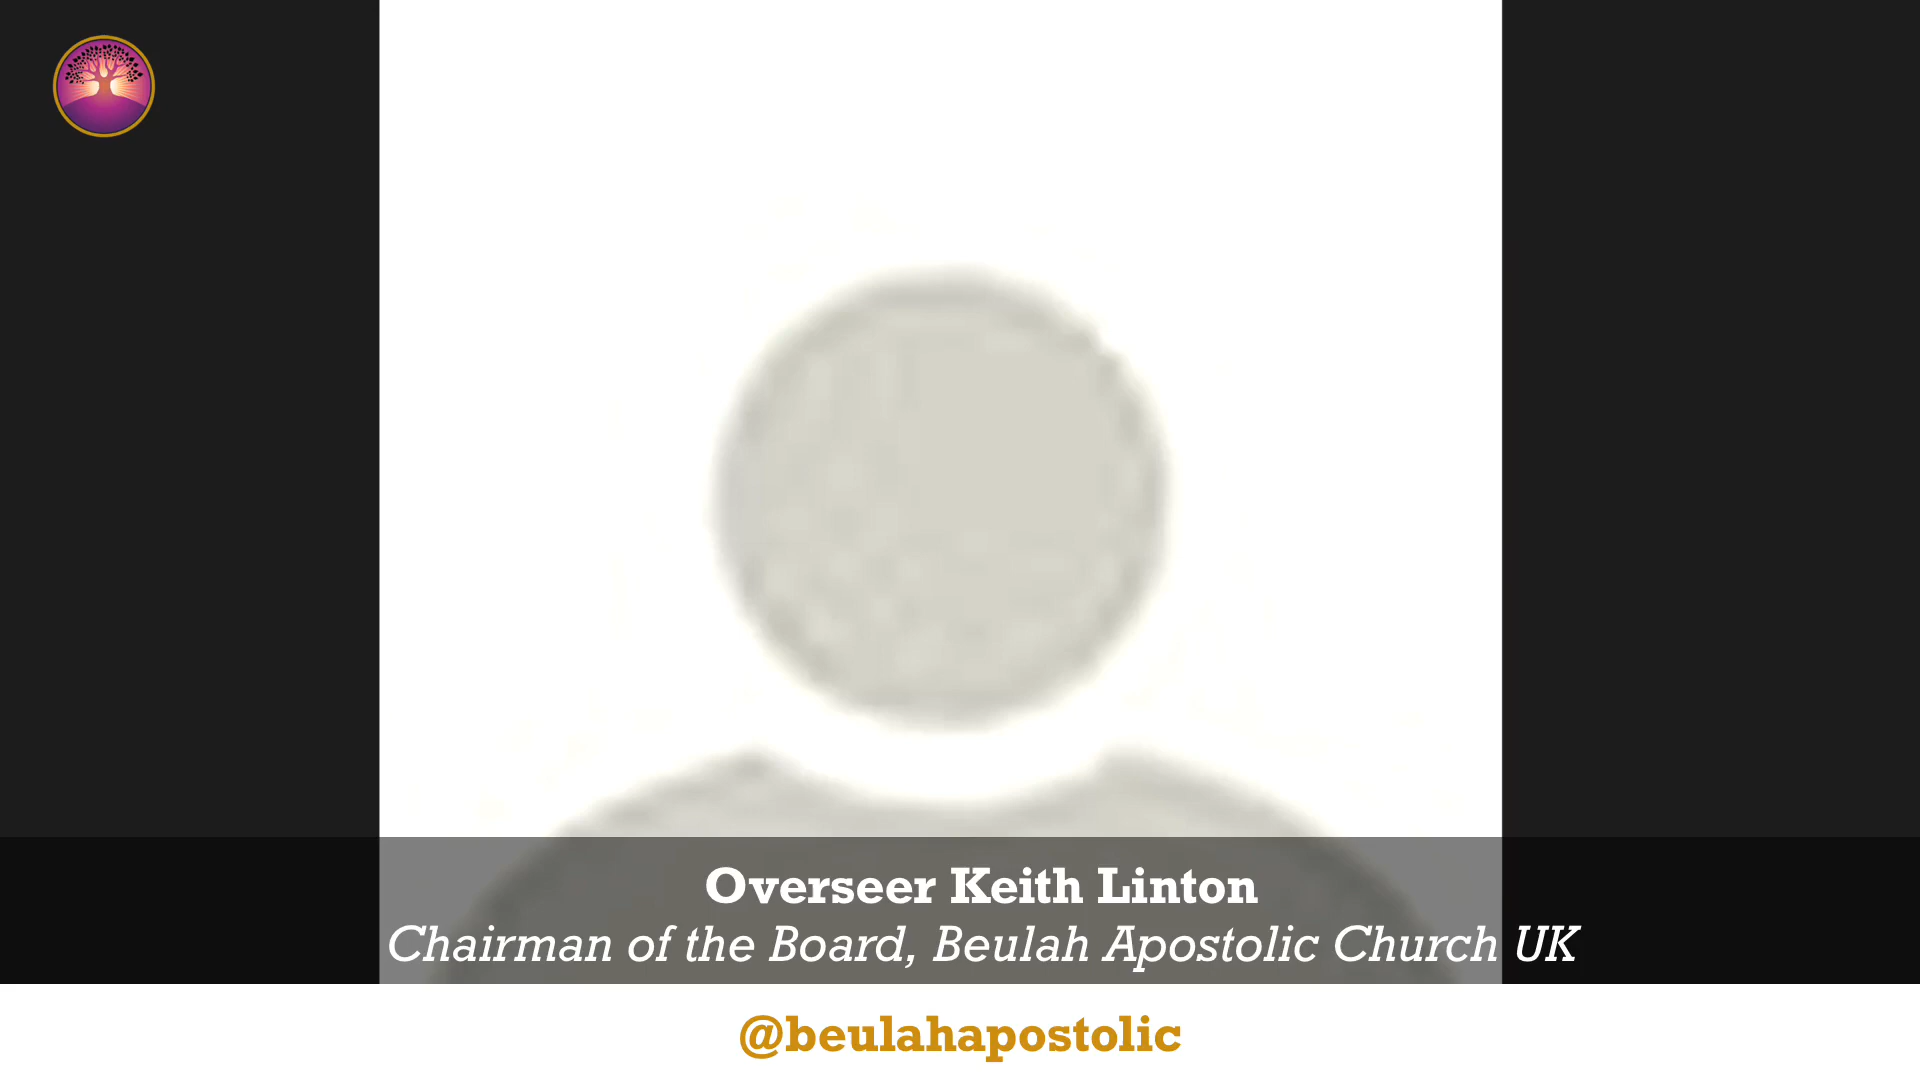 Overseer Keith Linton
Chairman of the Board, Beulah Apostolic Church UK
@beulahapostolic